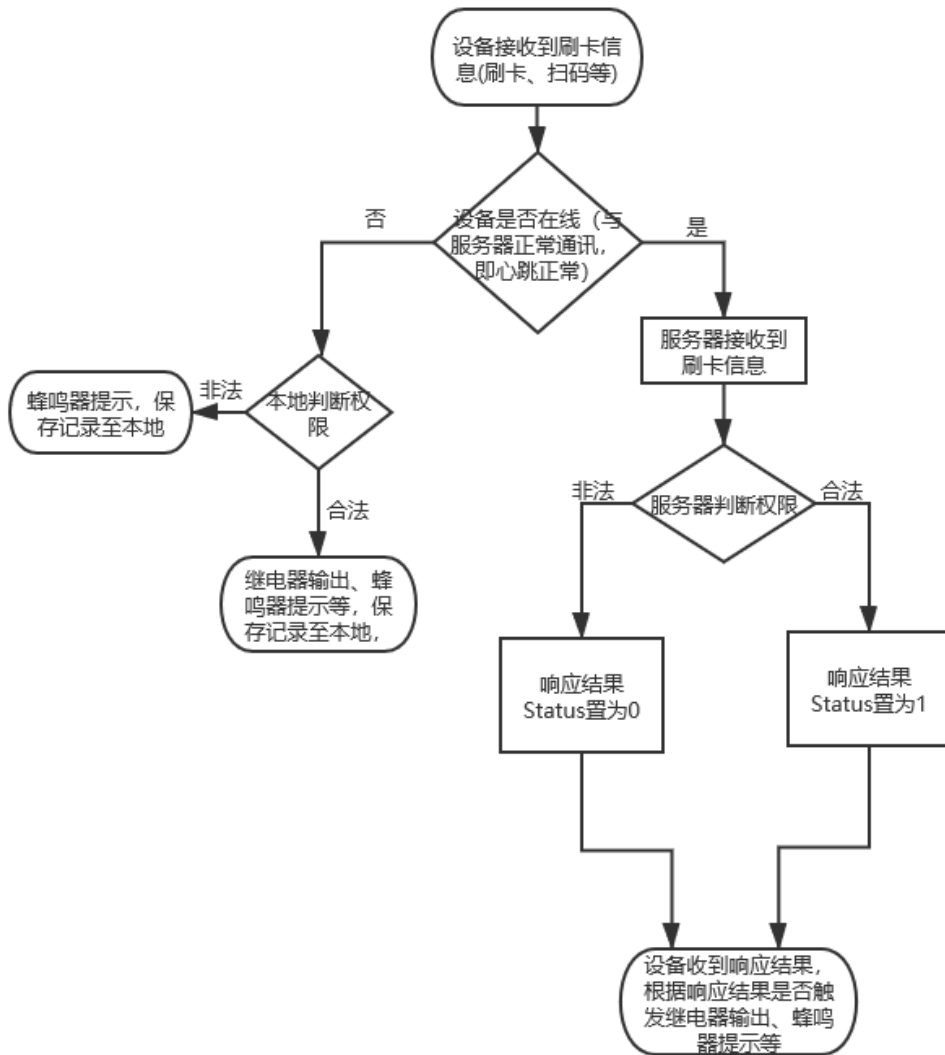 设备接收到刷卡信
息(刷卡、扫码等)
否
设备是否在线（与
服务器正常通讯，
即心跳正常）
是
服务器接收到
刷卡信息
蜂鸣器提示，保
存记录至本地
非法
本地判断权
限
合法
继电器输出、蜂
鸣器提示等，保
存记录至本地，
非法
服务器判断权限
合法
响应结果
Status置为0
响应结果
Status置为1
设备收到响应结果，
根据响应结果是否触
发继电器输出、蜂鸣
器提示等